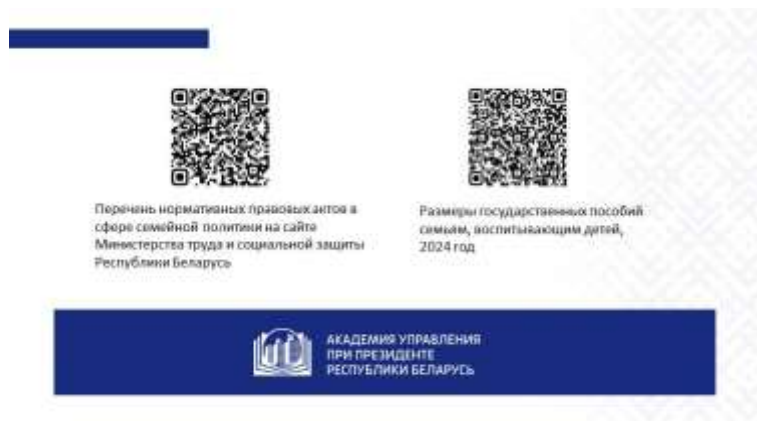 Перечень нормативных правовых актов в
сфере семейной политики на сайте
Министерства труда и социальной защиты
Республики Беларусь
Размеры государственных пособий
семьям, воспитывающим детей,
2024 год
АКАДЕМИЯ УПРАВЛЕНИЯ
ПРИ ПРЕЗИДЕНТЕ
РЕСПУБЛИКИ БЕЛАРУСЬ